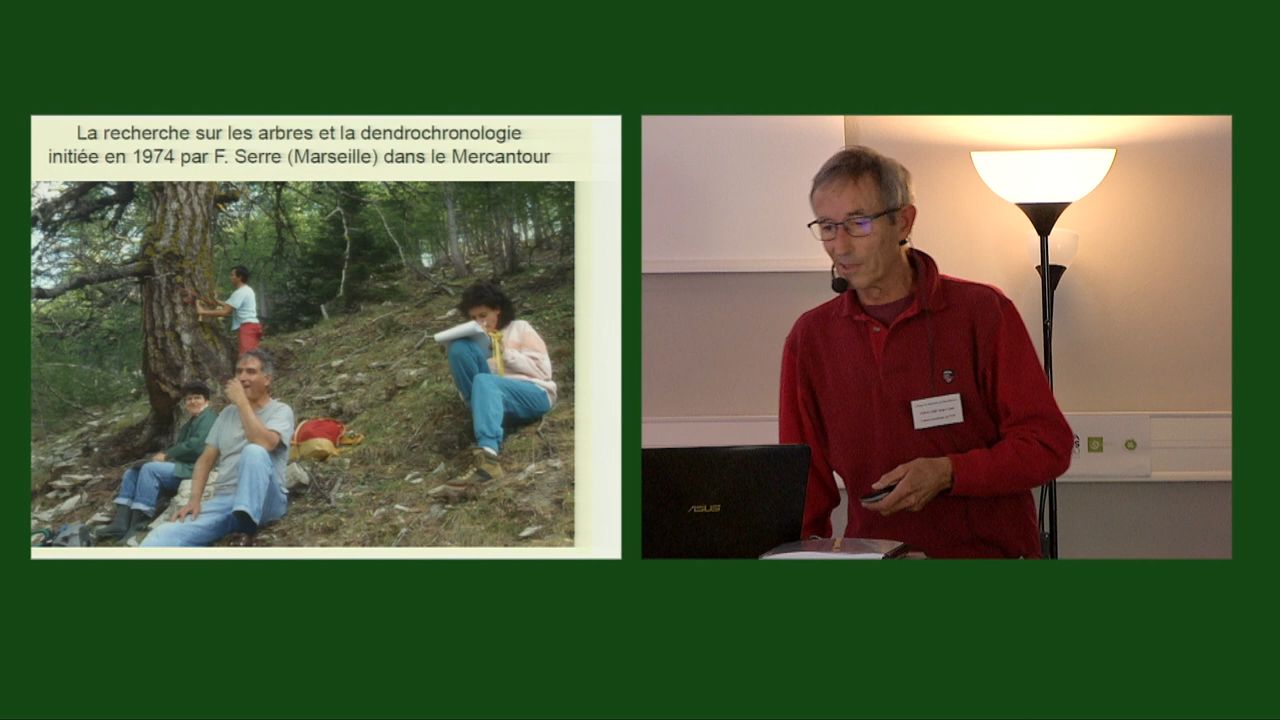 La recherche sur les arbres et la dendrochronologie
initiée en 1974 par F. Serre (Marseille) dans le Mercantour
ASUS